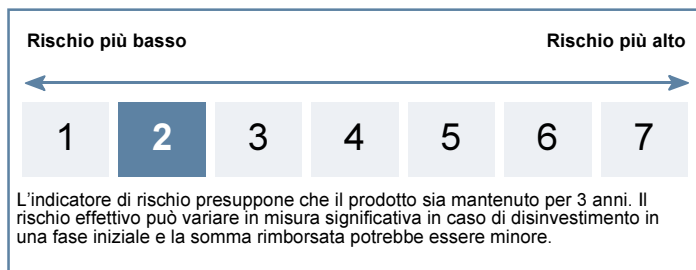 Rischio più basso Rischio più alto
1 2 3 4 5 6 7
L'indicatore di rischio presuppone che il prodotto sia mantenuto per 3 anni. Il
rischio effettivo può variare in misura significativa in caso di disinvestimento in
una fase iniziale e la somma rimborsata potrebbe essere minore.